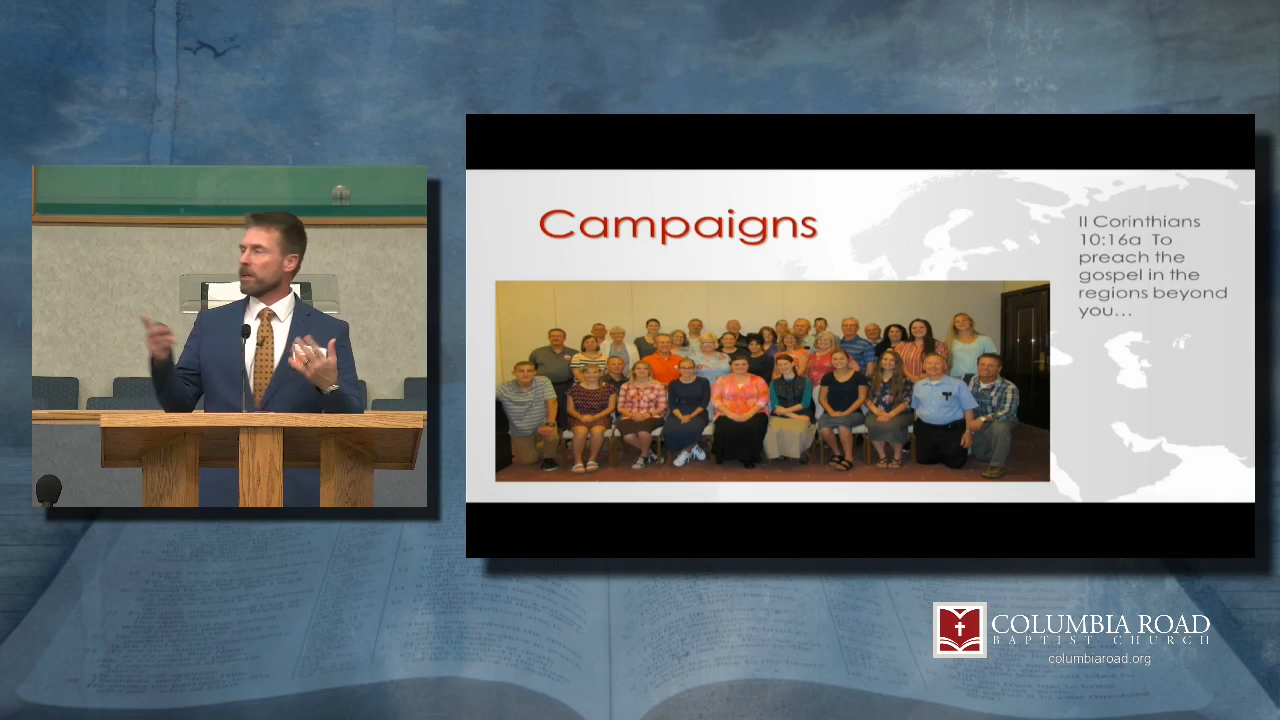 Campaigns
II Corinthians
10:16a To
preach the
gospel in the
regions beyond
you...
COLUMBIA ROAD
BAPTIST CHURCH
columbiaroad.org